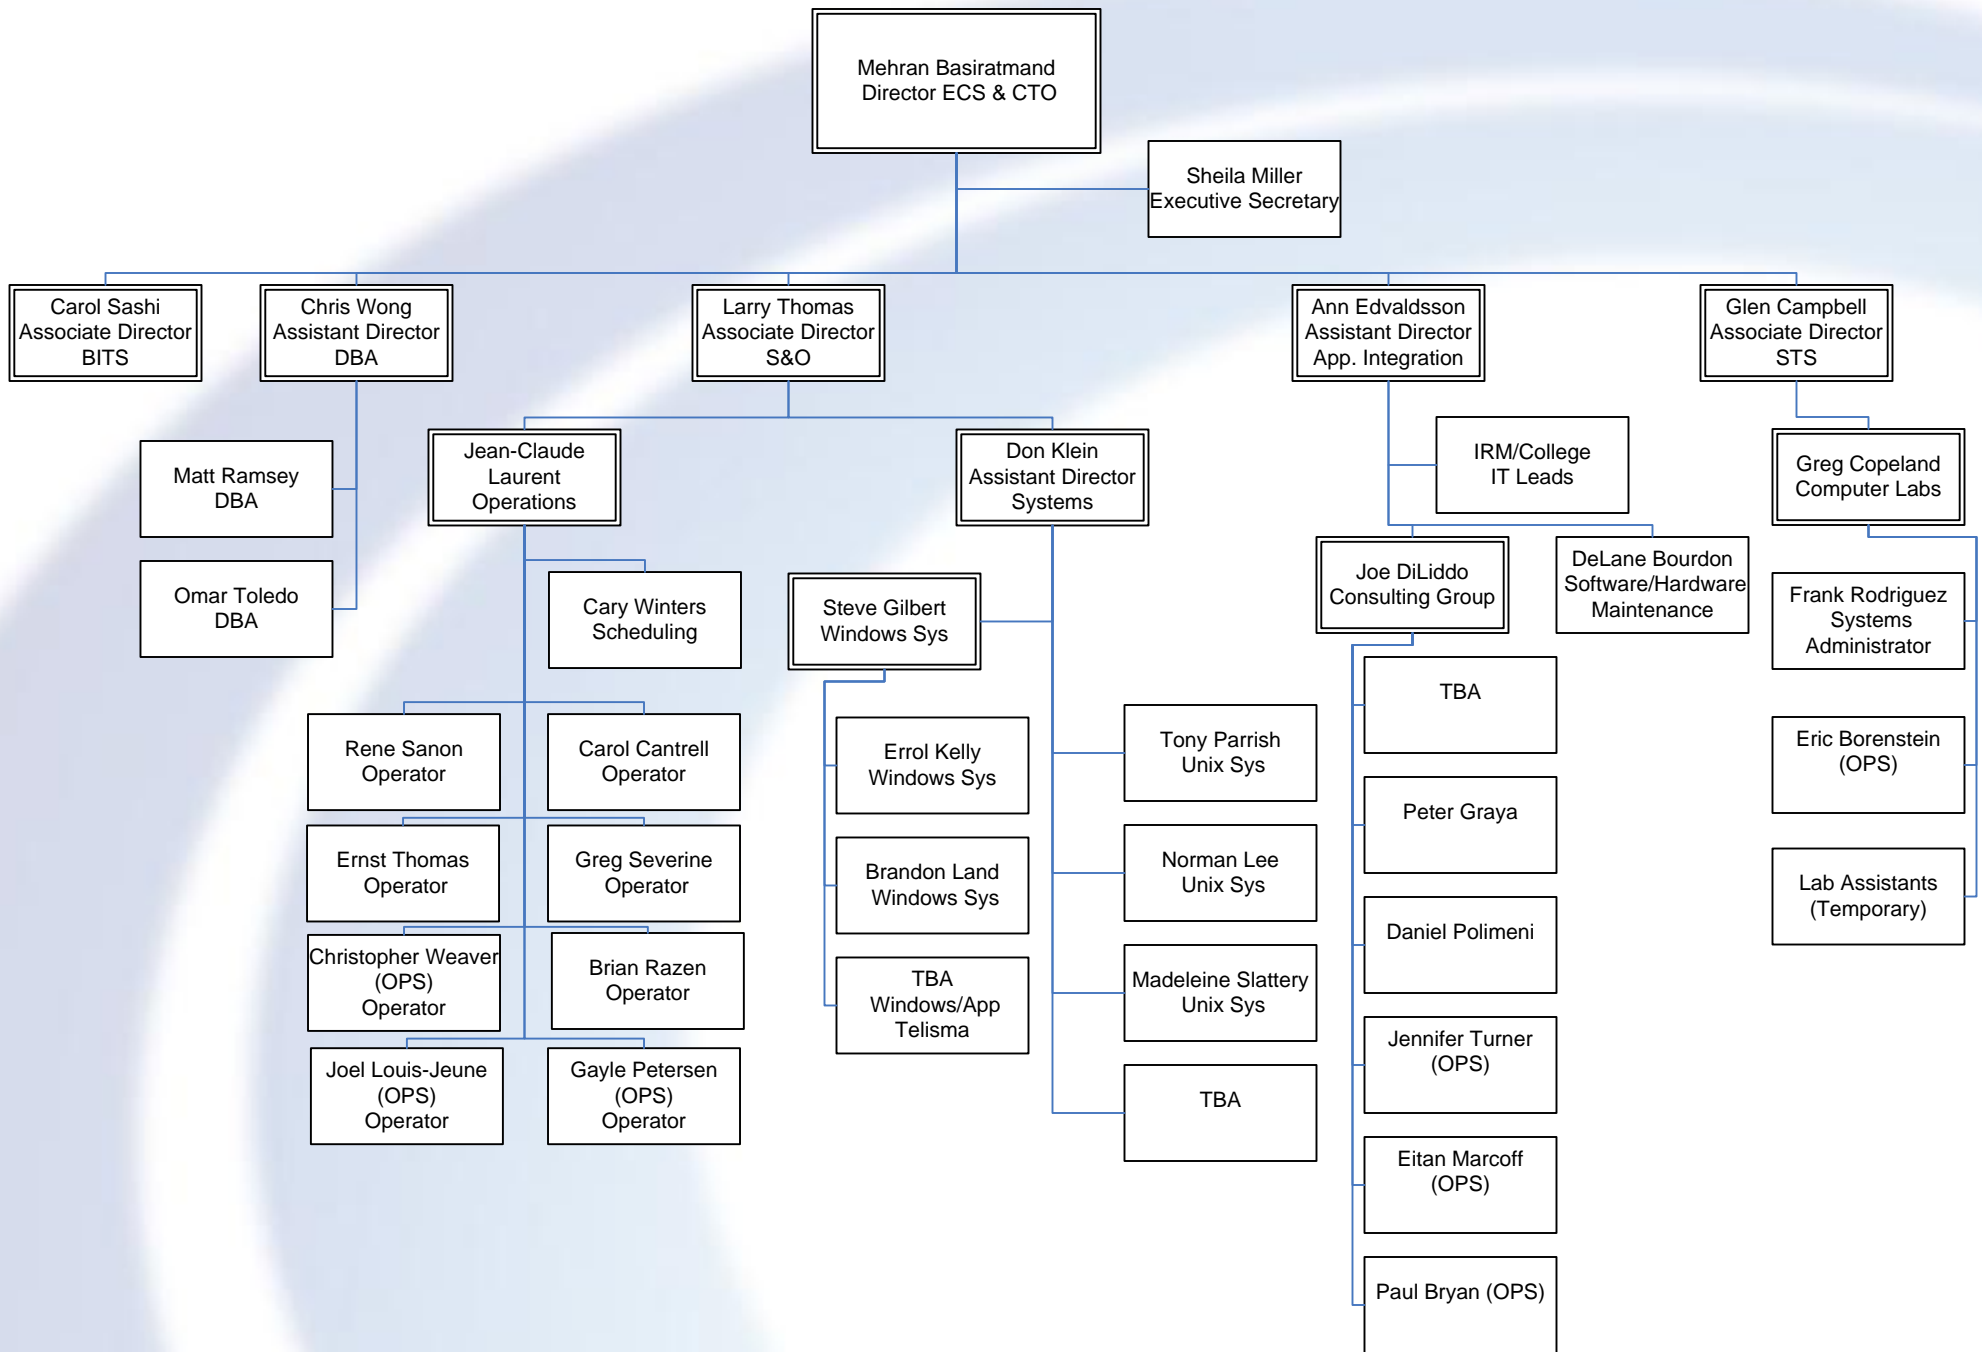 Mehran Basiratmand
Director ECS & CTO
Sheila Miller
Executive Secretary
Carol Sashi
Associate Director
BITS
Chris Wong
Assistant Director
DBA
Larry Thomas
Associate Director
S&O
Ann Edvaldsson
Assistant Director
App. Integration
Glen Campbell
Associate Director
STS
Matt Ramsey
DBA
Omar Toledo
DBA
Jean-Claude
Laurent
Operations
Cary Winters
Scheduling
Rene Sanon
Operator
Carol Cantrell
Operator
Ernst Thomas
Operator
Greg Severine
Operator
Christopher Weaver
(OPS)
Operator
Brian Razen
Operator
Joel Louis-Jeune
(OPS)
Operator
Gayle Petersen
(OPS)
Operator
Don Klein
Assistant Director
Systems
Steve Gilbert
Windows Sys
Errol Kelly
Windows Sys
Brandon Land
Windows Sys
TBA
Windows/App
Telisma
Tony Parrish
Unix Sys
Norman Lee
Unix Sys
Madeleine Slattery
Unix Sys
TBA
IRM/College
IT Leads
Joe DiLiddo
Consulting Group
DeLane Bourdon
Software/Hardware
Maintenance
TBA
Peter Graya
Daniel Polimeni
Jennifer Turner
(OPS)
Eitan Marcoff
(OPS)
Paul Bryan (OPS)
Greg Copeland
Computer Labs
Frank Rodriguez
Systems
Administrator
Eric Borenstein
(OPS)
Lab Assistants
(Temporary)